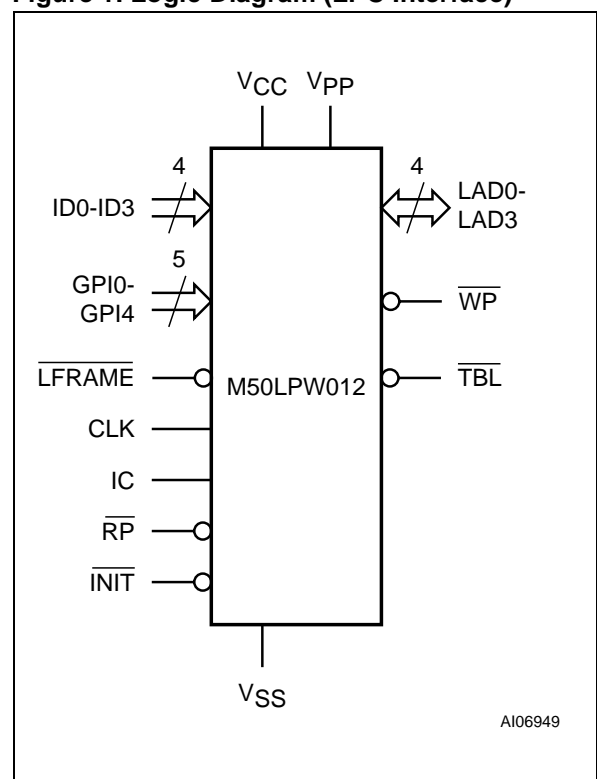 Figure 1. Logic Diagram (LPC Interface)
VCC VPP
4
ID0-ID3
4
LAD0-
LAD3
5
GPI0-
GPI4
WP
LFRAME
M50LPW012
TBL
CLK
IC
RP
INIT
VSS
AI06949